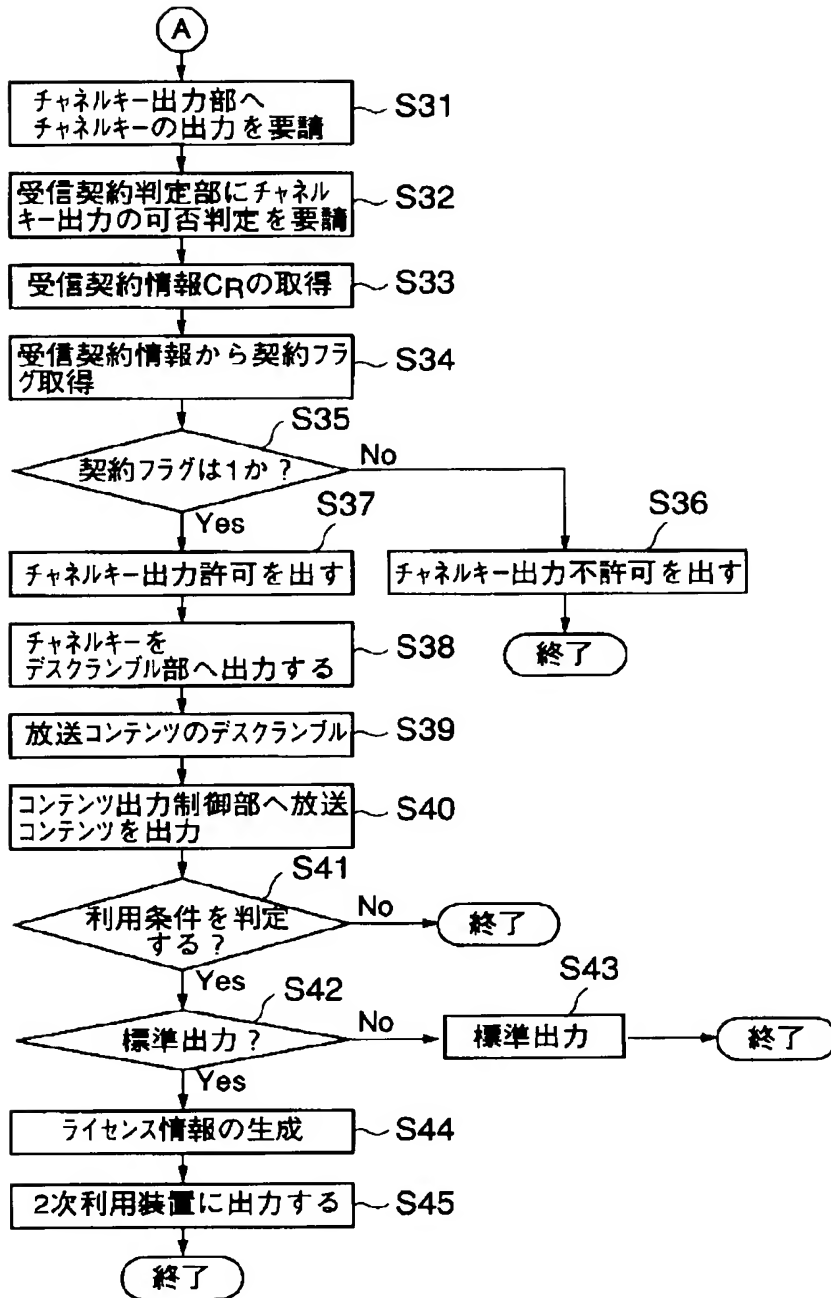 A
チャネルキー出力部へ
チャネルキーの出力を要請
S31
受信契約判定部にチャネル
キー出力の可否判定を要請
S32
受信契約情報CRの取得
S33
受信契約情報から契約フラ
グ取得
S34
S35
契約フラグは1か?
No
Yes
S37
チャネルキー出力許可を出す
S36
チャネルキー出力不許可を出す
終了
チャネルキーを
デスクランブル部へ出力する
S38
放送コンテンツのデスクランブル
S39
コンテンツ出力制御部へ放送
コンテンツを出力
S40
S41
利用条件を判定
する?
No
終了
Yes
S42
標準出力?
No
S43
標準出力
終了
Yes
ライセンス情報の生成
S44
2次利用装置に出力する
S45
終了